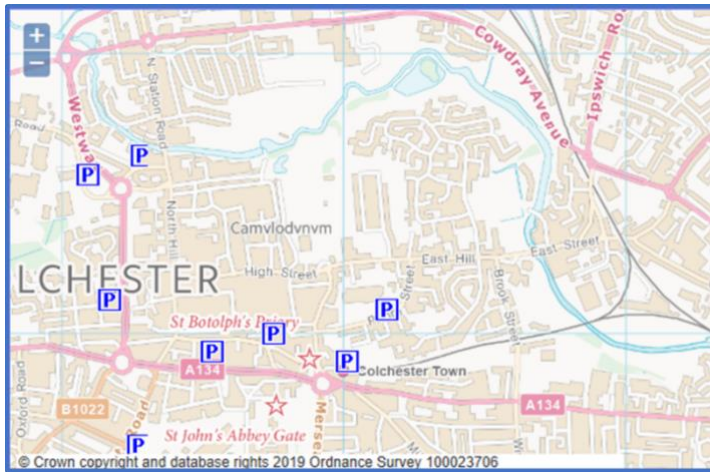 +
−
Cowdray Avenue
Ipswich Ro
N Station Road
Road
Westwa
P
P
North Hill
Camvlodvnvm
East Street
East Hill
High Street
LCHESTER
Brook Street
Street
P
P
St Botolph's Priory
P
P
P
A134
Colchester Town
Oxford Road
B1022
Road
Mersea
A134
St John's Abbey Gate
P
© Crown copyright and database rights 2019 Ordnance Survey 100023706